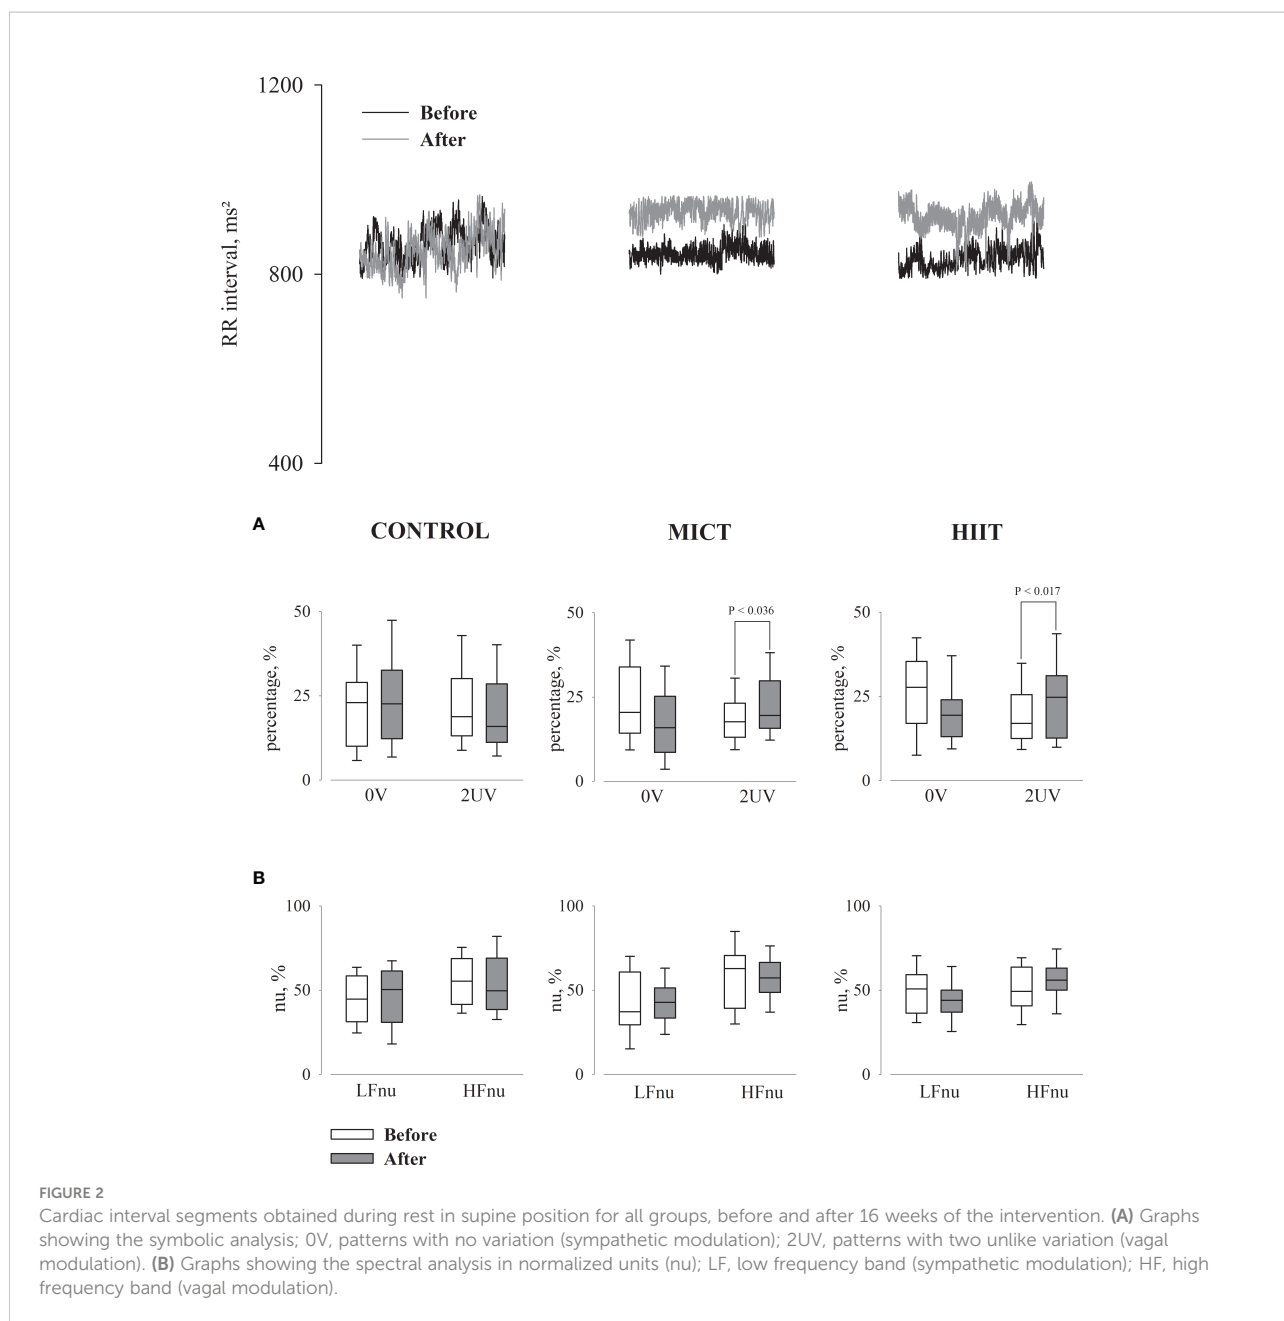 1200
Before
After
RR interval, ms²
800
400
A
CONTROL
MICT
HIIT
50
percentage, %
25
0
0V
2UV
50
percentage, %
25
0
P < 0.036
0V
2UV
50
percentage, %
25
0
P < 0.017
0V
2UV
B
100
nu, %
50
0
LFnu
HFnu
100
nu, %
50
0
LFnu
HFnu
100
nu, %
50
0
LFnu
HFnu
Before
After
FIGURE 2
Cardiac interval segments obtained during rest in supine position for all groups, before and after 16 weeks of the intervention. (A) Graphs
showing the symbolic analysis; 0V, patterns with no variation (sympathetic modulation); 2UV, patterns with two unlike variation (vagal
modulation). (B) Graphs showing the spectral analysis in normalized units (nu); LF, low frequency band (sympathetic modulation); HF, high
frequency band (vagal modulation).